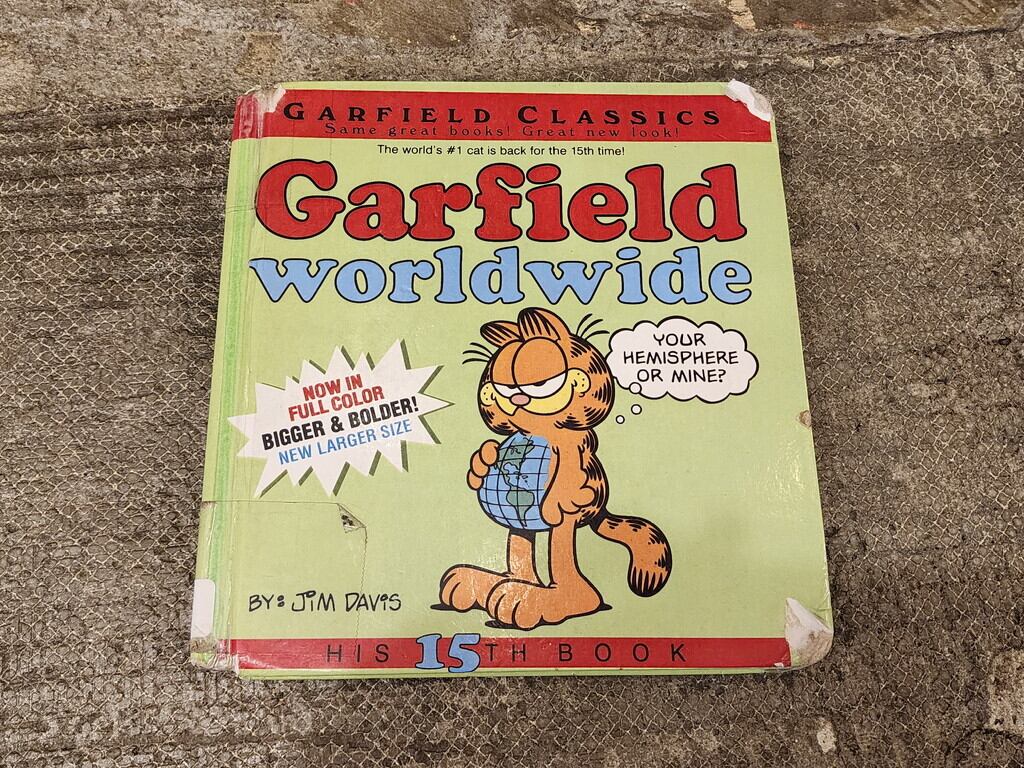 GARFIELD CLASSICS
Same great books! Great new look!
The world's #1 cat is back for the 15th time!
Garfield
worldwide
YOUR
HEMISPHERE
OR MINE?
NOW IN
FULL COLOR
BIGGER & BOLDER!
NEW LARGER SIZE
BY: JIM DAVIS
HIS 15TH BOOK